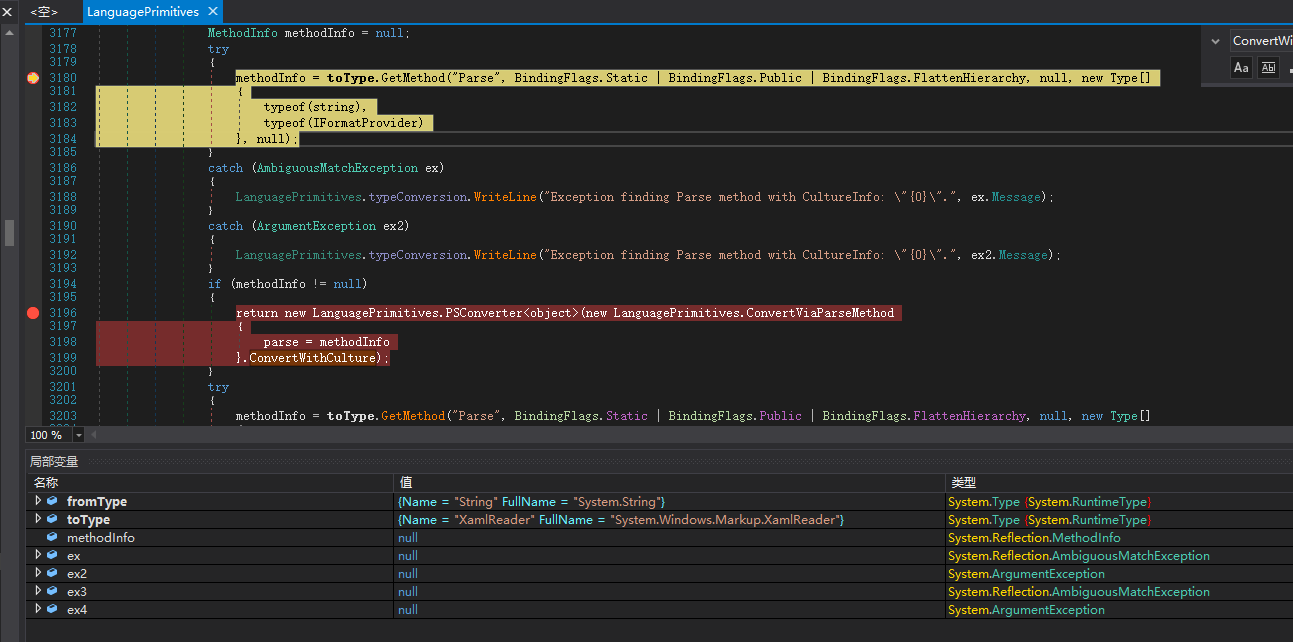 <空>
LanguagePrimitives
ConvertWi
Aa
Ab
3177 MethodInfo methodInfo = null;
3178 try
3179 {
3180 methodInfo = toType.GetMethod("Parse", BindingFlags.Static | BindingFlags.Public | BindingFlags.FlattenHierarchy, null, new Type[]
3181 {
3182 typeof(string),
3183 typeof(IFormatProvider)
3184 }, null);
3185 }
3186 catch (AmbiguousMatchException ex)
3187 {
3188 LanguagePrimitives.typeConversion.WriteLine("Exception finding Parse method with CultureInfo: \"{0}\".", ex.Message);
3189 }
3190 catch (ArgumentException ex2)
3191 {
3192 LanguagePrimitives.typeConversion.WriteLine("Exception finding Parse method with CultureInfo: \"{0}\".", ex2.Message);
3193 }
3194 if (methodInfo != null)
3195 {
3196 return new LanguagePrimitives.PSConverter<object>(new LanguagePrimitives.ConvertViaParseMethod
3197 {
3198 parse = methodInfo
3199 }.ConvertWithCulture);
3200 }
3201 try
3202 {
3203 methodInfo = toType.GetMethod("Parse", BindingFlags.Static | BindingFlags.Public | BindingFlags.FlattenHierarchy, null, new Type[]
100 %
局部变量
名称 值 类型
fromType {Name = "String" FullName = "System.String"} System.Type {System.RuntimeType}
toType {Name = "XamlReader" FullName = "System.Windows.Markup.XamlReader"} System.Type {System.RuntimeType}
methodInfo null System.Reflection.MethodInfo
ex null System.Reflection.AmbiguousMatchException
ex2 null System.ArgumentException
ex3 null System.Reflection.AmbiguousMatchException
ex4 null System.ArgumentException